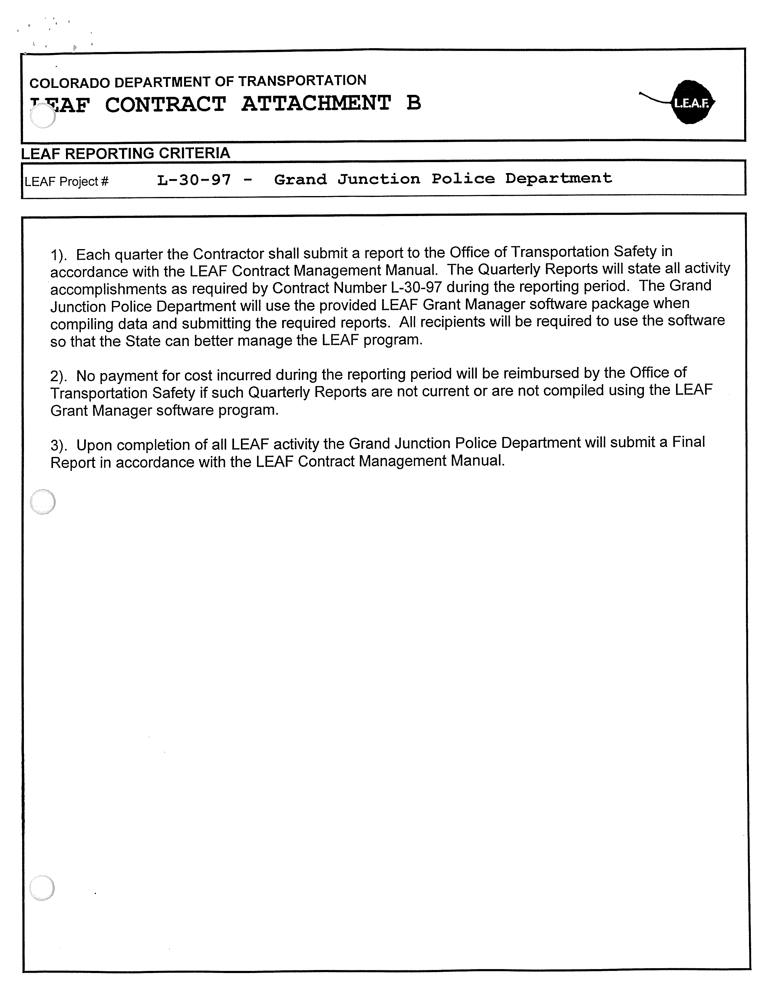 COLORADO DEPARTMENT OF TRANSPORTATION
LEAF CONTRACT ATTACHMENT B
L.E.A.F.
LEAF REPORTING CRITERIA
LEAF Project # L-30-97 - Grand Junction Police Department
1). Each quarter the Contractor shall submit a report to the Office of Transportation Safety in
accordance with the LEAF Contract Management Manual. The Quarterly Reports will state all activity
accomplishments as required by Contract Number L-30-97 during the reporting period. The Grand
Junction Police Department will use the provided LEAF Grant Manager software package when
compiling data and submitting the required reports. All recipients will be required to use the software
so that the State can better manage the LEAF program.
2). No payment for cost incurred during the reporting period will be reimbursed by the Office of
Transportation Safety if such Quarterly Reports are not current or are not compiled using the LEAF
Grant Manager software program.
3). Upon completion of all LEAF activity the Grand Junction Police Department will submit a Final
Report in accordance with the LEAF Contract Management Manual.